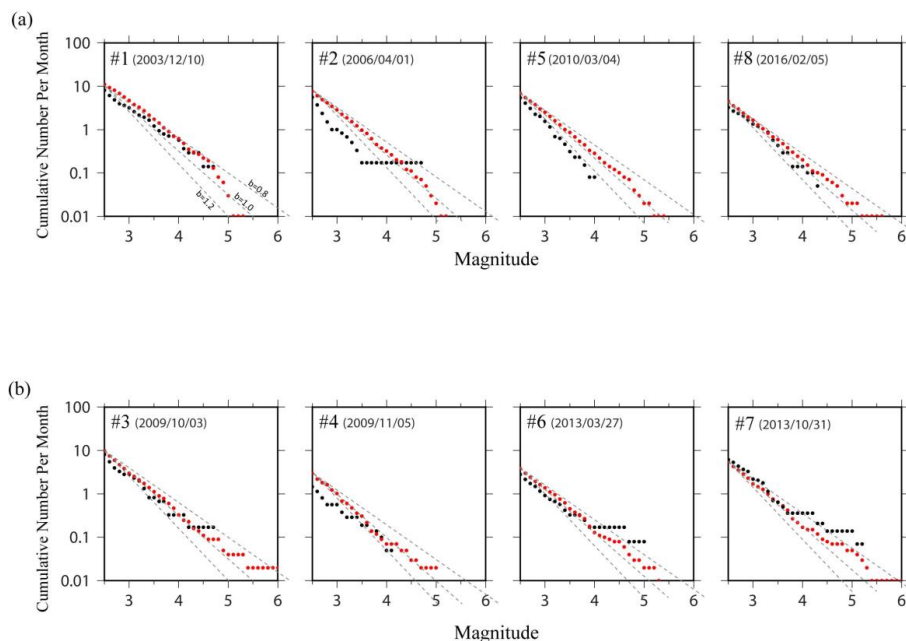 (a)
#1 (2003/12/10)
#2 (2006/04/01)
#5 (2010/03/04)
#8 (2016/02/05)
Cumulative Number Per Month
100
10
1
0.1
0.01
b=1.2
b=1.0
b=0.8
3 4 5 6
3 4 5 6
3 4 5 6
3 4 5 6
Magnitude
(b)
#3 (2009/10/03)
#4 (2009/11/05)
#6 (2013/03/27)
#7 (2013/10/31)
Cumulative Number Per Month
100
10
1
0.1
0.01
3 4 5 6
3 4 5 6
3 4 5 6
3 4 5 6
Magnitude